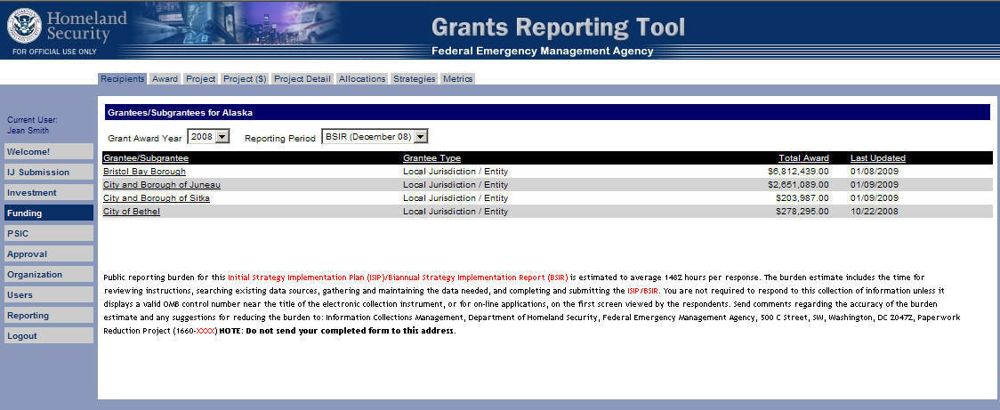 Homeland
Security
FOR OFFICIAL USE ONLY
Grants Reporting Tool
Federal Emergency Management Agency
Recipients Award Project Project ($) Project Detail Allocations Strategies Metrics
Current User:
Jean Smith
Welcome!
IJ Submission
Investment
Funding
PSIC
Approval
Organization
Users
Reporting
Logout
Grantees/Subgrantees for Alaska
Grant Award Year 2008 Reporting Period BSIR (December 08)
Grantee/Subgrantee Grantee Type Total Award Last Updated
Bristol Bay Borough Local Jurisdiction / Entity $6,812,439.00 01/08/2009
City and Borough of Juneau Local Jurisdiction / Entity $2,651,089.00 01/09/2009
City and Borough of Sitka Local Jurisdiction / Entity $203,987.00 01/09/2009
City of Bethel Local Jurisdiction / Entity $278,295.00 10/22/2008
Public reporting burden for this Initial Strategy Implementation Plan (ISIP)/Biannual Strategy Implementation Report (BSIR) is estimated to average 1482 hours per response. The burden estimate includes the time for
reviewing instructions, searching existing data sources, gathering and maintaining the data needed, and completing and submitting the ISIP/BSIR. You are not required to respond to this collection of information unless it
displays a valid OMB control number near the title of the electronic collection instrument, or for on-line applications, on the first screen viewed by the respondents. Send comments regarding the accuracy of the burden
estimate and any suggestions for reducing the burden to: Information Collections Management, Department of Homeland Security, Federal Emergency Management Agency, 500 C Street, SW, Washington, DC 20472, Paperwork
Reduction Project (1660-XXXX) NOTE: Do not send your completed form to this address.